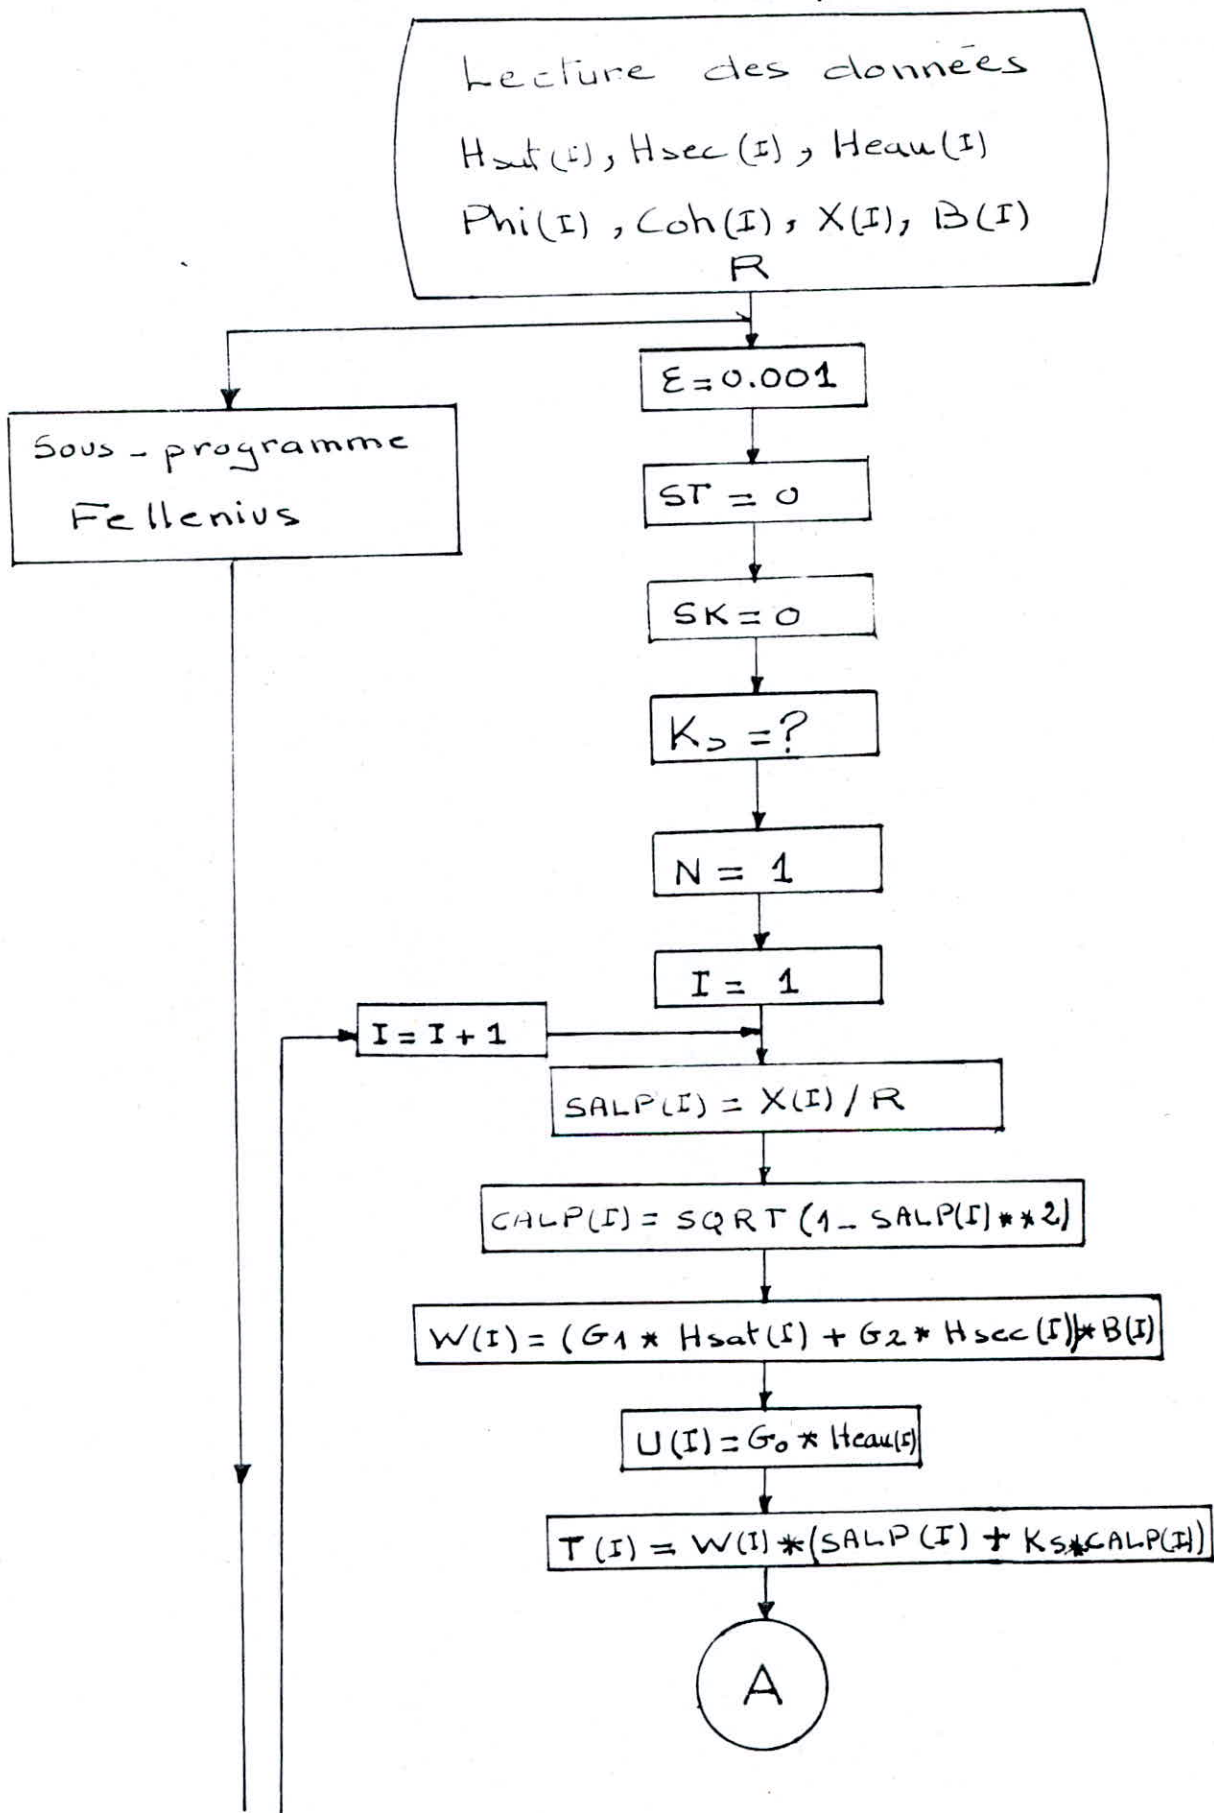 Lecture des données
Hsat(I), Hsec(I), Heau(I)
Phi(I), Coh(I), X(I), B(I)
R
ε = 0.001
Sous-programme
Fellenius
ST = 0
SK = 0
Ks = ?
N = 1
I = 1
I = I + 1
SALP(I) = X(I) / R
CALP(I) = SQRT (1 - SALP(I)**2)
W(I) = (G1 * Hsat(I) + G2 * Hsec(I)) * B(I)
U(I) = Go * Heau(I)
T(I) = W(I) * (SALP(I) + Ks*CALP(I))
A